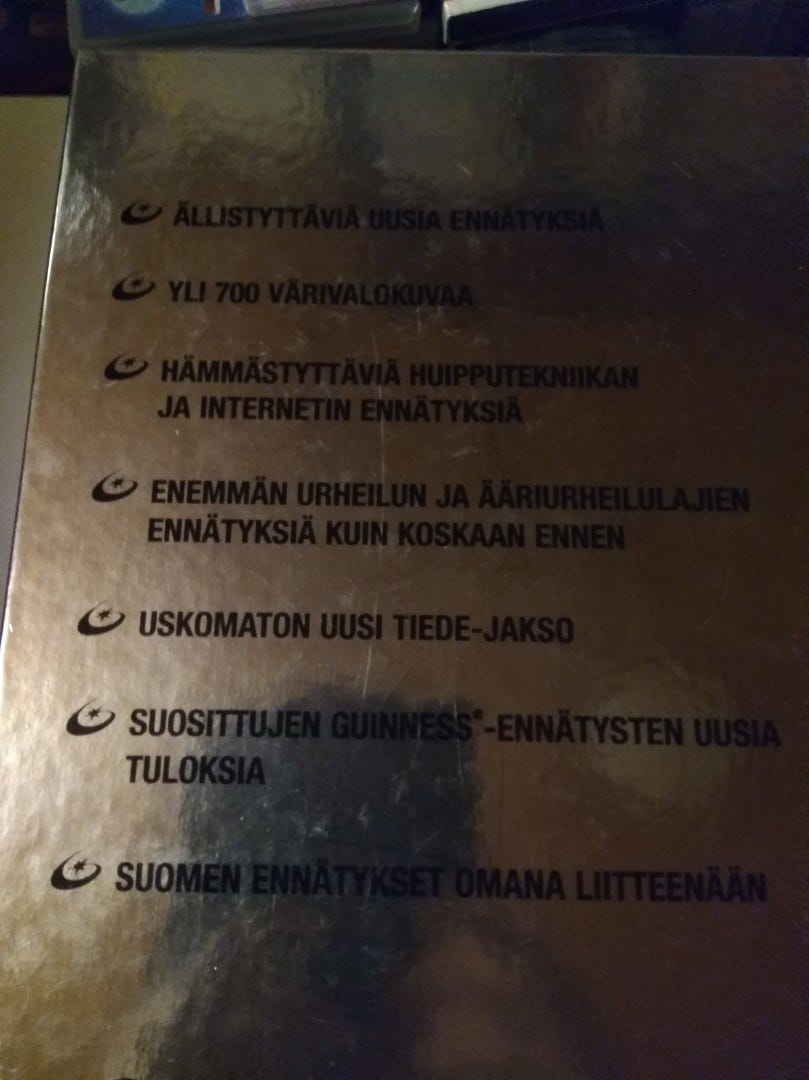 ÄLLISTYTTÄVIÄ UUSIA ENNÄTYKSIÄ
YLI 700 VÄRIVALOKUVAA
HÄMMÄSTYTTÄVIÄ HUIPPUTEKNIIKAN
JA INTERNETIN ENNÄTYKSIÄ
ENEMMÄN URHEILUN JA ÄÄRIURHEILULAJIEN
ENNÄTYKSIÄ KUIN KOSKAAN ENNEN
USKOMATON UUSI TIEDE-JAKSO
SUOSITTUJEN GUINNESS®-ENNÄTYSTEN UUSIA
TULOKSIA
SUOMEN ENNÄTYKSET OMANA LIITTEENÄÄN